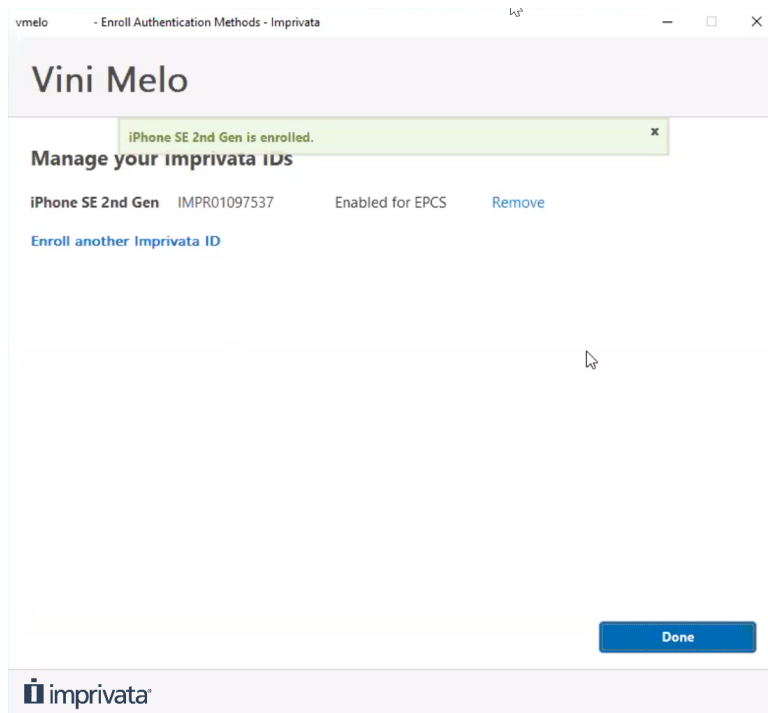 vmelo - Enroll Authentication Methods - Imprivata
Vini Melo
iPhone SE 2nd Gen is enrolled. x
Manage your Imprivata IDs
iPhone SE 2nd Gen IMPR01097537 Enabled for EPCS Remove
Enroll another Imprivata ID
Done
imprivata